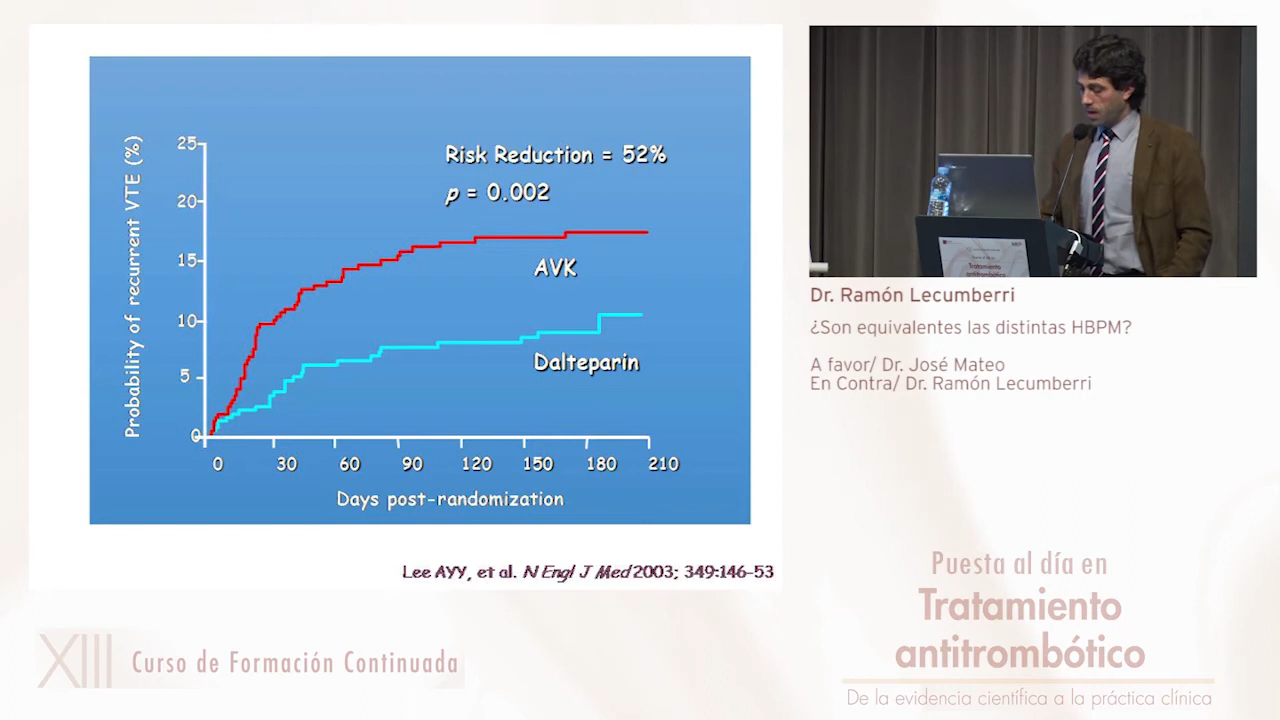 Probability of recurrent VTE (%)
25
20
15
10
5
0
Risk Reduction = 52%
p = 0.002
AVK
Dalteparin
0 30 60 90 120 150 180 210
Days post-randomization
Lee AYY, et al. N Engl J Med 2003; 349:146-53
Tratamiento
Dr. Ramón Lecumberri
¿Son equivalentes las distintas HBPM?
A favor/ Dr. José Mateo
En Contra/ Dr. Ramón Lecumberri
XIII Curso de Formación Continuada
Puesta al día en
Tratamiento
antitrombótico
De la evidencia científica a la práctica clínica